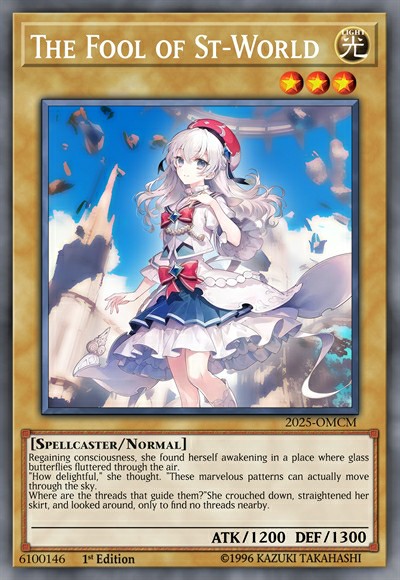 THE FOOL OF ST-WORLD
LIGHT
光
2025-OMCM
[SPELLCASTER/NORMAL]
Regaining consciousness, she found herself awakening in a place where glass
butterflies fluttered through the air.
"How delightful," she thought. "These marvelous patterns can actually move
through the sky.
Where are the threads that guide them?"She crouched down, straightened her
skirt, and looked around, only to find no threads nearby.
ATK/1200 DEF/1300
6100146 1st Edition ©1996 KAZUKI TAKAHASHI